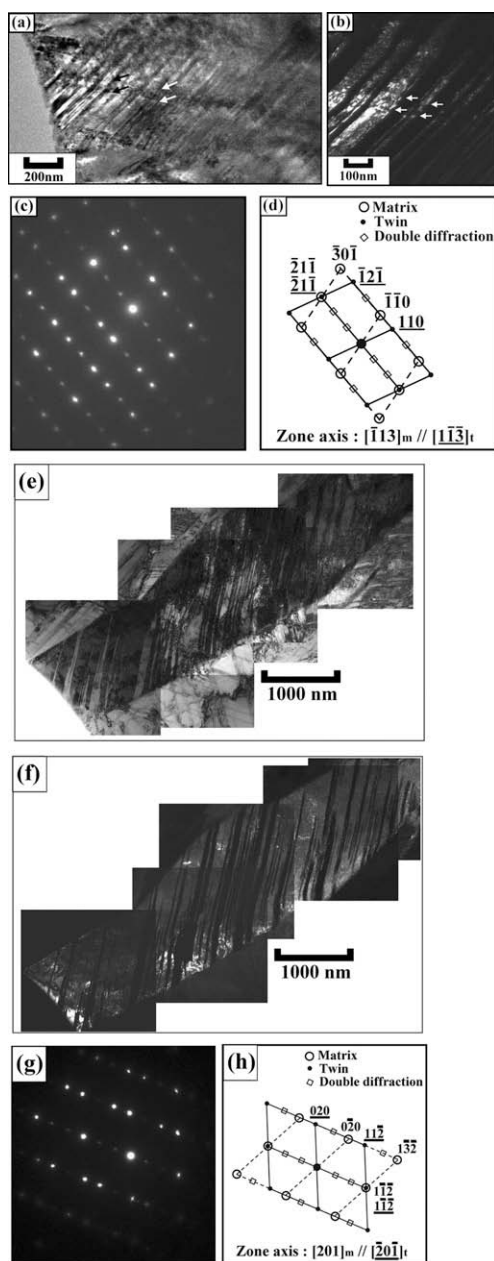 (a)
200nm
(b)
100nm
(c)
(d)
Matrix
Twin
Double diffraction
3̄01̄
2̄11̄
1̄21̄
2̄11̄
1̄1̄0
110
Zone axis : [1̄13]m // [11̄3̄]t
(e)
1000 nm
(f)
1000 nm
(g)
(h)
Matrix
Twin
Double diffraction
020
02̄0
112̄
13̄2̄
11̄2̄
11̄2̄
Zone axis : [201]m // [2̄01̄]t